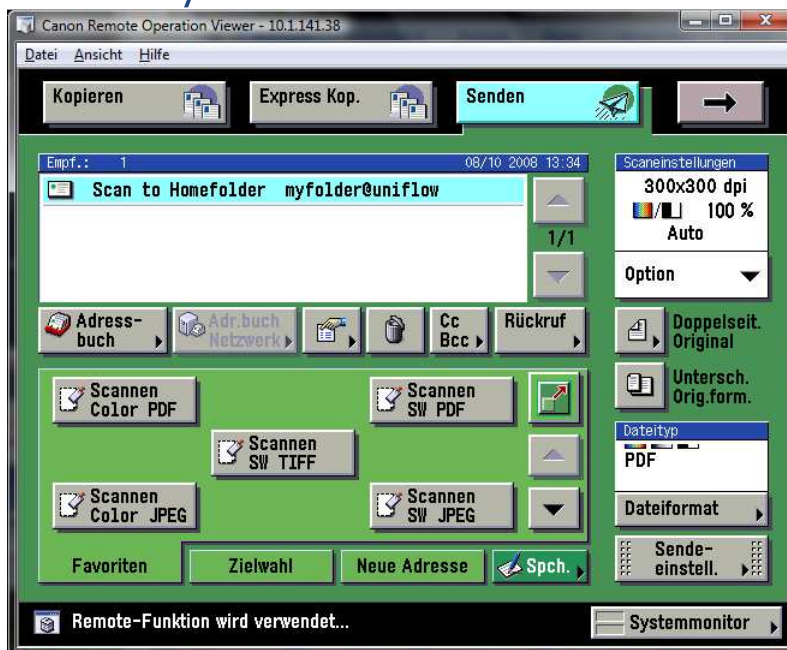 Canon Remote Operation Viewer - 10.1.141.38
Datei Ansicht Hilfe
Kopieren
Express Kop.
Senden
Empf.: 1 08/10 2008 13:34
Scan to Homefolder myfolder@uniflow
1/1
Scaneinstellungen
300x300 dpi
/ 100 %
Auto
Option
Adress-
buch
Adr.buch
Netzwerk
Cc
Bcc
Rückruf
Doppelseit.
Original
Untersch.
Orig.form.
Scannen
Color PDF
Scannen
SW PDF
Scannen
SW TIFF
Scannen
Color JPEG
Scannen
SW JPEG
Dateityp
PDF
Dateiformat
Favoriten
Zielwahl
Neue Adresse
Spch.
Sende-
einstell.
Remote-Funktion wird verwendet...
Systemmonitor